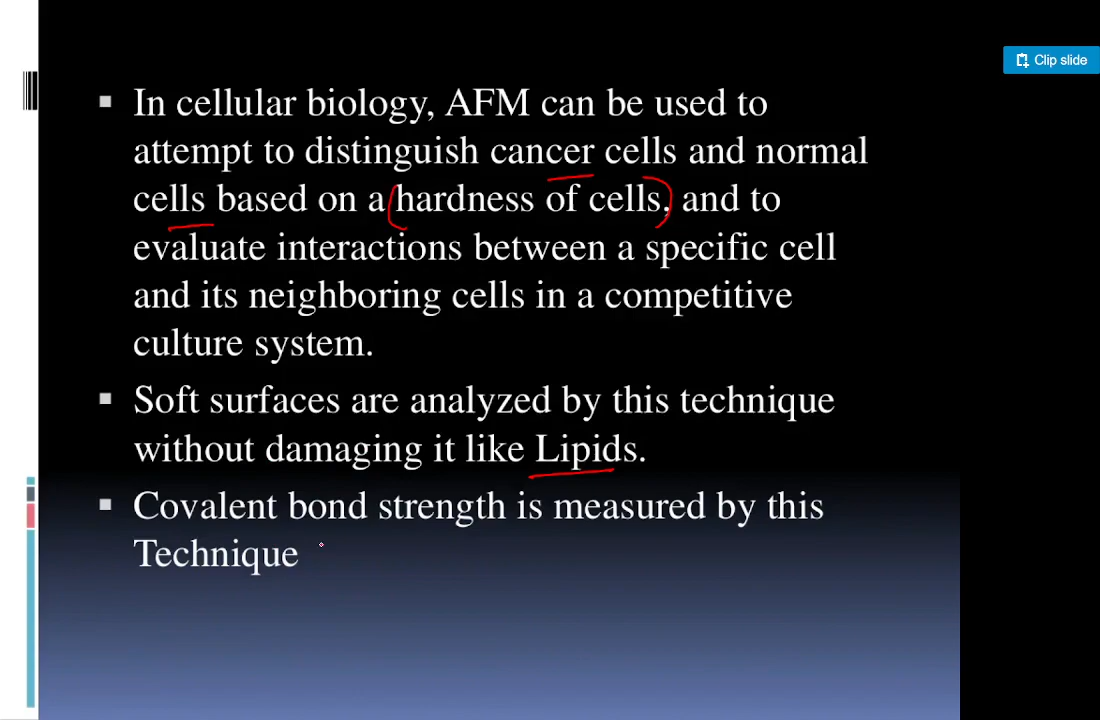 Clip slide
In cellular biology, AFM can be used to
attempt to distinguish cancer cells and normal
cells based on a hardness of cells, and to
evaluate interactions between a specific cell
and its neighboring cells in a competitive
culture system.
Soft surfaces are analyzed by this technique
without damaging it like Lipids.
Covalent bond strength is measured by this
Technique